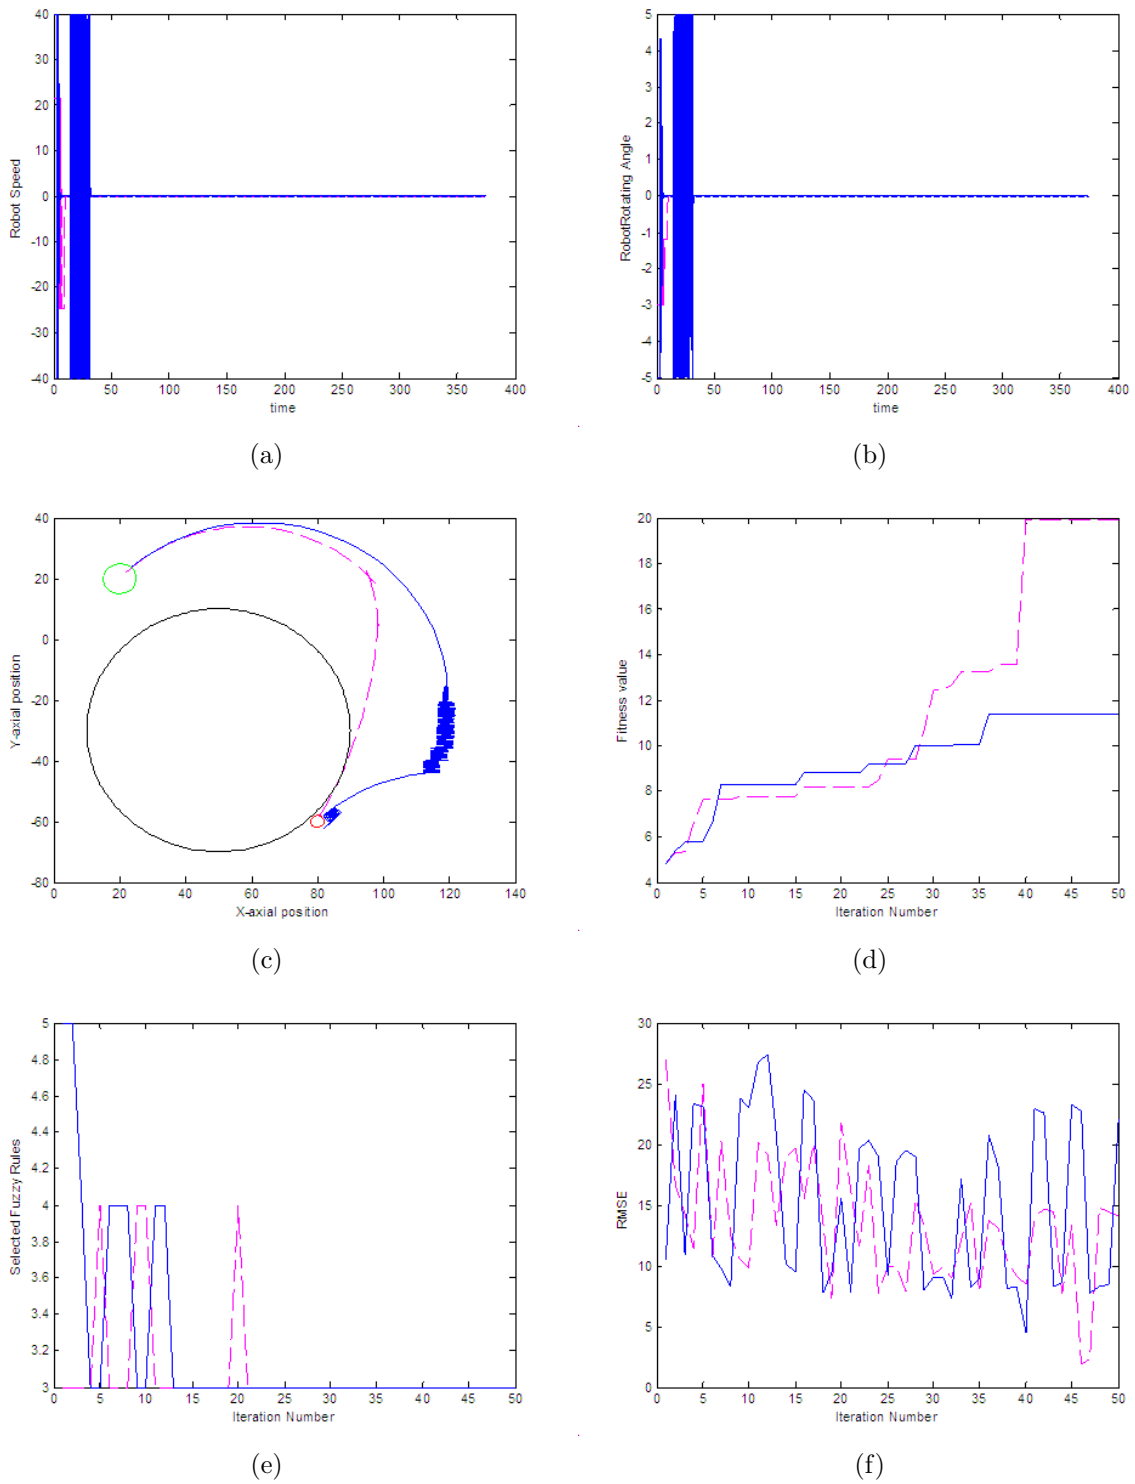 40
30
20
10
0
-10
-20
-30
-40
Robot Speed
0 50 100 150 200 250 300 350 400
time
(a)
5
4
3
2
1
0
-1
-2
-3
-4
-5
RobotRotating Angle
0 50 100 150 200 250 300 350 400
time
(b)
40
20
0
-20
-40
-60
-80
Y-axial position
0 20 40 60 80 100 120 140
X-axial position
(c)
20
18
16
14
12
10
8
6
4
Fitness value
0 5 10 15 20 25 30 35 40 45 50
Iteration Number
(d)
5
4.8
4.6
4.4
4.2
4
3.8
3.6
3.4
3.2
3
Selected Fuzzy Rules
0 5 10 15 20 25 30 35 40 45 50
Iteration Number
(e)
30
25
20
15
10
5
0
RMSE
0 5 10 15 20 25 30 35 40 45 50
Iteration Number
(f)